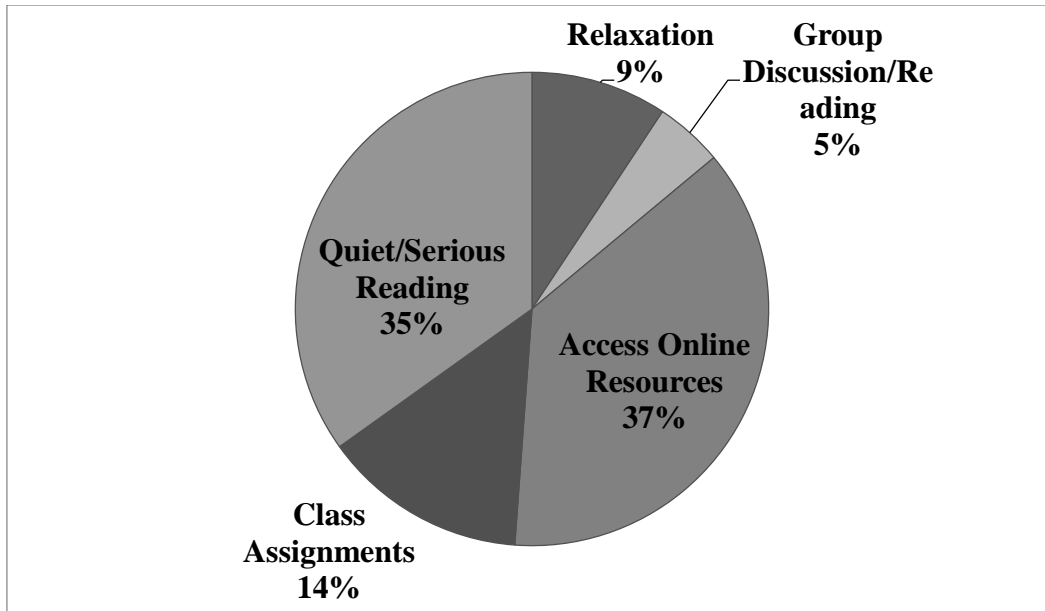 Relaxation
9%
Group
Discussion/Re
ading
5%
Quiet/Serious
Reading
35%
Access Online
Resources
37%
Class
Assignments
14%